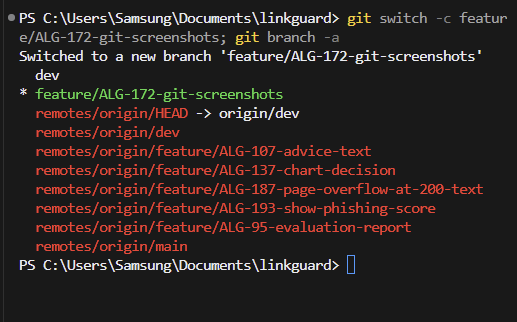 PS C:\Users\Samsung\Documents\linkguard> git switch -c featur
e/ALG-172-git-screenshots; git branch -a
Switched to a new branch 'feature/ALG-172-git-screenshots'
  dev
* feature/ALG-172-git-screenshots
  remotes/origin/HEAD -> origin/dev
  remotes/origin/dev
  remotes/origin/feature/ALG-107-advice-text
  remotes/origin/feature/ALG-137-chart-decision
  remotes/origin/feature/ALG-187-page-overflow-at-200-text
  remotes/origin/feature/ALG-193-show-phishing-score
  remotes/origin/feature/ALG-95-evaluation-report
  remotes/origin/main
PS C:\Users\Samsung\Documents\linkguard>